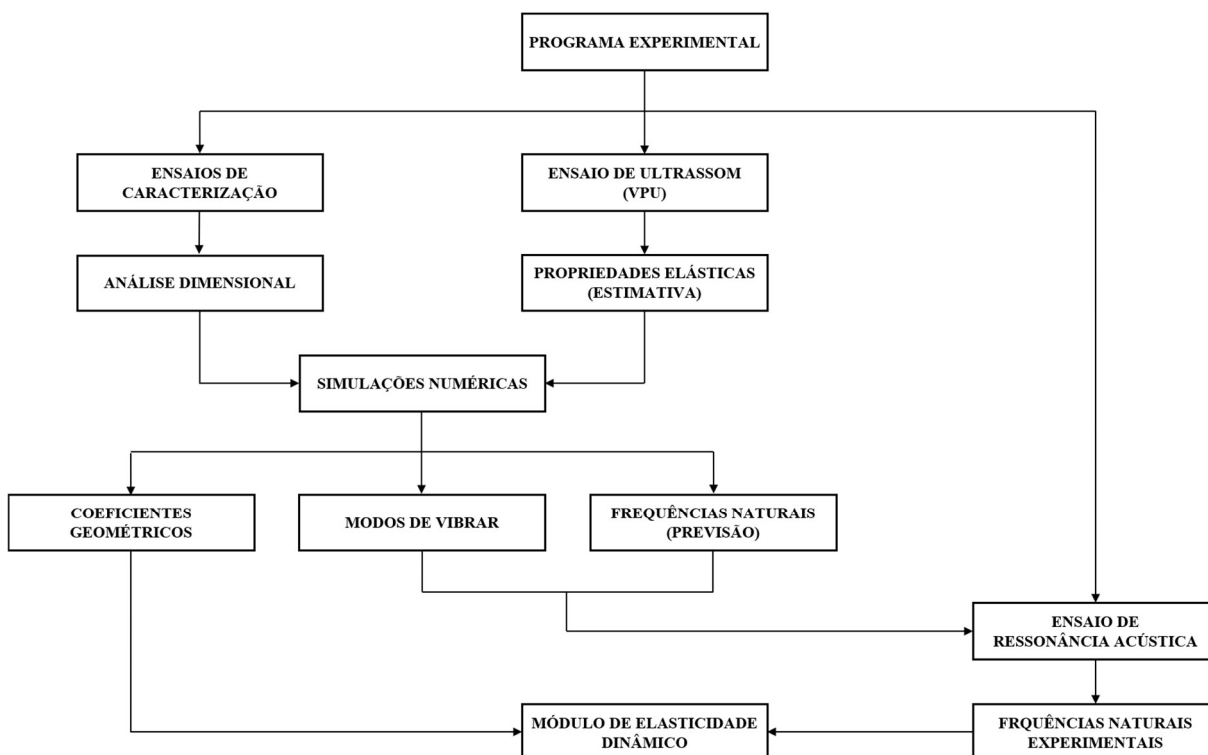 PROGRAMA EXPERIMENTAL
ENSAIOS DE
CARACTERIZAÇÃO
ENSAIO DE ULTRASSOM
(VPU)
ANÁLISE DIMENSIONAL
PROPRIEDADES ELÁSTICAS
(ESTIMATIVA)
SIMULAÇÕES NUMÉRICAS
COEFICIENTES
GEOMÉTRICOS
MODOS DE VIBRAR
FREQUÊNCIAS NATURAIS
(PREVISÃO)
ENSAIO DE
RESSONÂNCIA ACÚSTICA
MÓDULO DE ELASTICIDADE
DINÂMICO
FRQUÊNCIAS NATURAIS
EXPERIMENTAIS